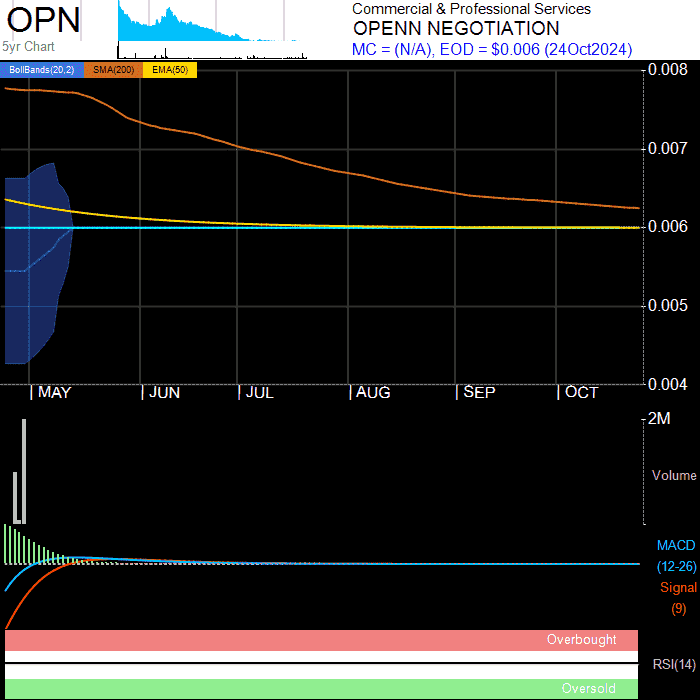 OPN
5yr Chart
Commercial & Professional Services
OPENN NEGOTIATION
MC = (N/A), EOD = $0.006 (24Oct2024)
BollBands(20,2) SMA(200) EMA(50)
0.008
0.007
0.006
0.005
0.004
MAY JUN JUL AUG SEP OCT
2M
Volume
MACD
(12-26)
Signal
(9)
Overbought
RSI(14)
Oversold